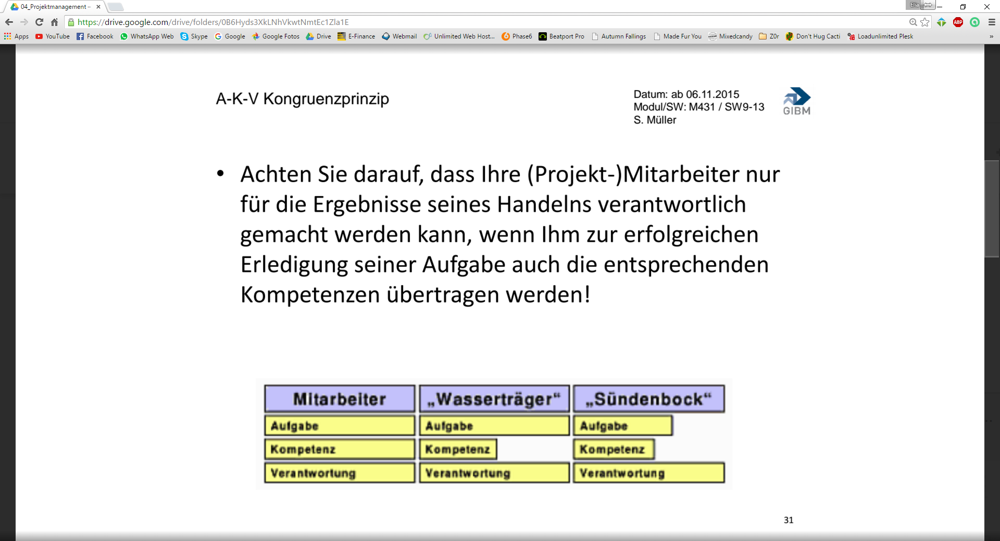 04_Projektmanagement –
Elia
https://drive.google.com/drive/folders/0B6Hyds3XkLNhVkwtNmtEc1Zla1E
ABP
Apps YouTube Facebook WhatsApp Web Skype Google Google Fotos Drive E-Finance Webmail Unlimited Web Host... Phase6 Beatport Pro Autumn Fallings Made Fur You Mixedcandy Z0r Don't Hug Cacti Loadunlimited Plesk »
A-K-V Kongruenzprinzip
Datum: ab 06.11.2015
Modul/SW: M431 / SW9-13
S. Müller
GIBM
• Achten Sie darauf, dass Ihre (Projekt-)Mitarbeiter nur
für die Ergebnisse seines Handelns verantwortlich
gemacht werden kann, wenn Ihm zur erfolgreichen
Erledigung seiner Aufgabe auch die entsprechenden
Kompetenzen übertragen werden!
Mitarbeiter „Wasserträger“ „Sündenbock“
Aufgabe Aufgabe Aufgabe
Kompetenz Kompetenz Kompetenz
Verantwortung Verantwortung Verantwortung
31